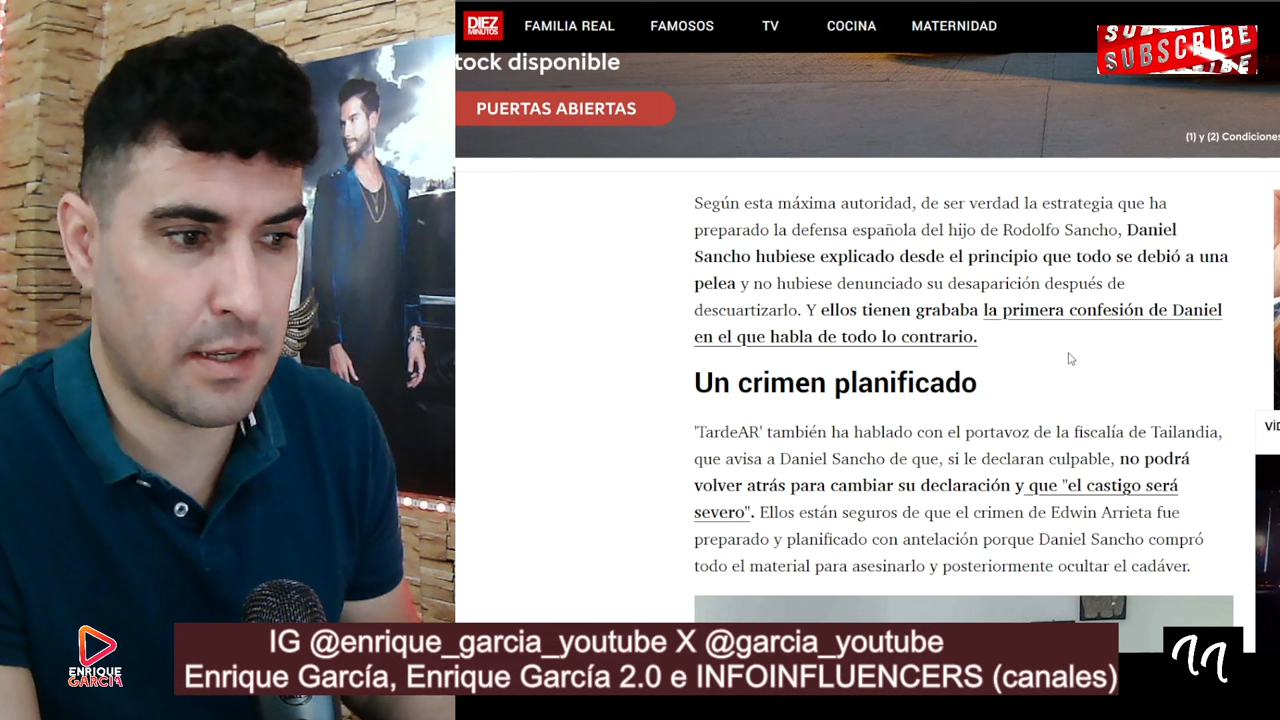 DIEZ
MINUTOS
FAMILIA REAL
FAMOSOS
TV
COCINA
MATERNIDAD
SUBSCRIBE
SUBSCRIBE
SUBSCRIBE
tock disponible
PUERTAS ABIERTAS
(1) y (2) Condiciones
Según esta máxima autoridad, de ser verdad la estrategia que ha
preparado la defensa española del hijo de Rodolfo Sancho, Daniel
Sancho hubiese explicado desde el principio que todo se debió a una
pelea y no hubiese denunciado su desaparición después de
descuartizarlo. Y ellos tienen grababa la primera confesión de Daniel
en el que habla de todo lo contrario.
Un crimen planificado
'TardeAR' también ha hablado con el portavoz de la fiscalía de Tailandia,
que avisa a Daniel Sancho de que, si le declaran culpable, no podrá
volver atrás para cambiar su declaración y que "el castigo será
severo". Ellos están seguros de que el crimen de Edwin Arrieta fue
preparado y planificado con antelación porque Daniel Sancho compró
todo el material para asesinarlo y posteriormente ocultar el cadáver.
VÍD
IG @enrique_garcia_youtube X @garcia_youtube
Enrique García, Enrique García 2.0 e INFOINFLUENCERS (canales)
ENRIQUE
GARCÍA